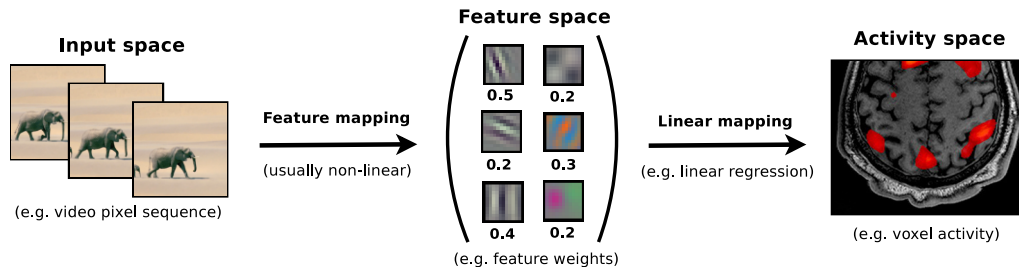 Input space
(e.g. video pixel sequence)
Feature mapping
(usually non-linear)
Feature space
0.5 0.2
0.2 0.3
0.4 0.2
(e.g. feature weights)
Linear mapping
(e.g. linear regression)
Activity space
(e.g. voxel activity)